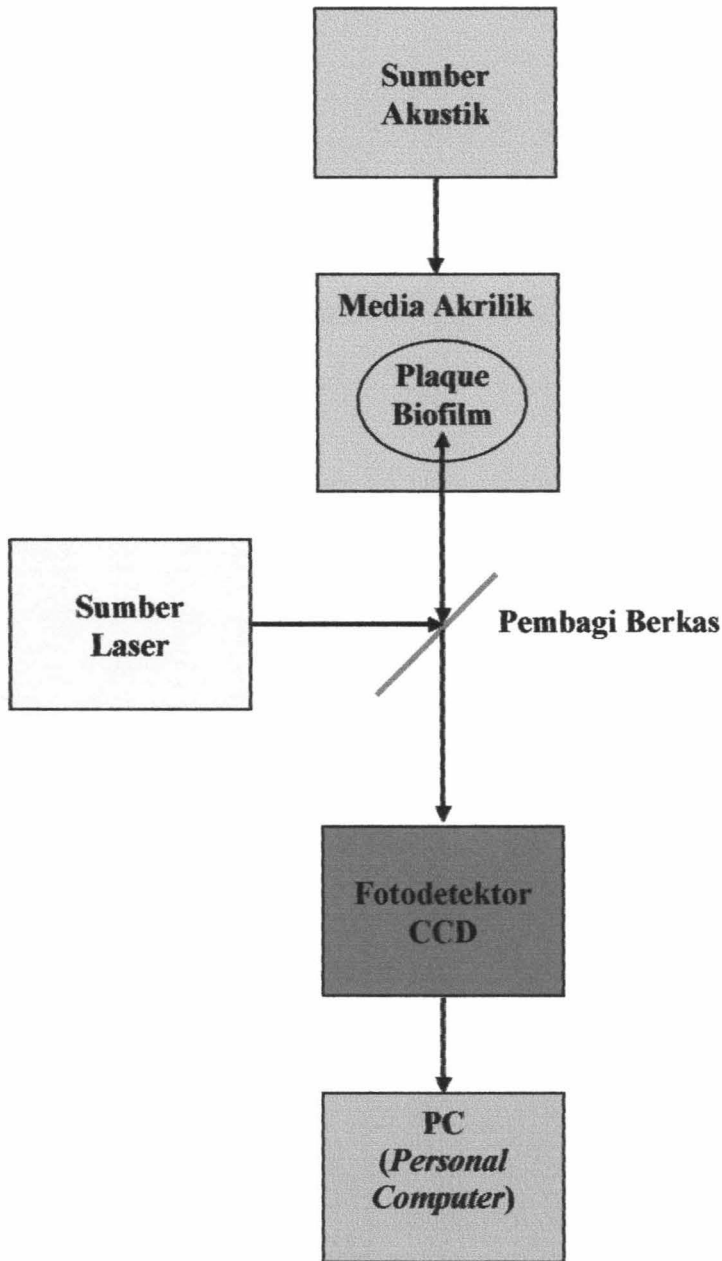 Sumber
Akustik
Media Akrilik
Plaque
Biofilm
Sumber
Laser
Pembagi Berkas
Fotodetektor
CCD
PC
(Personal
Computer)